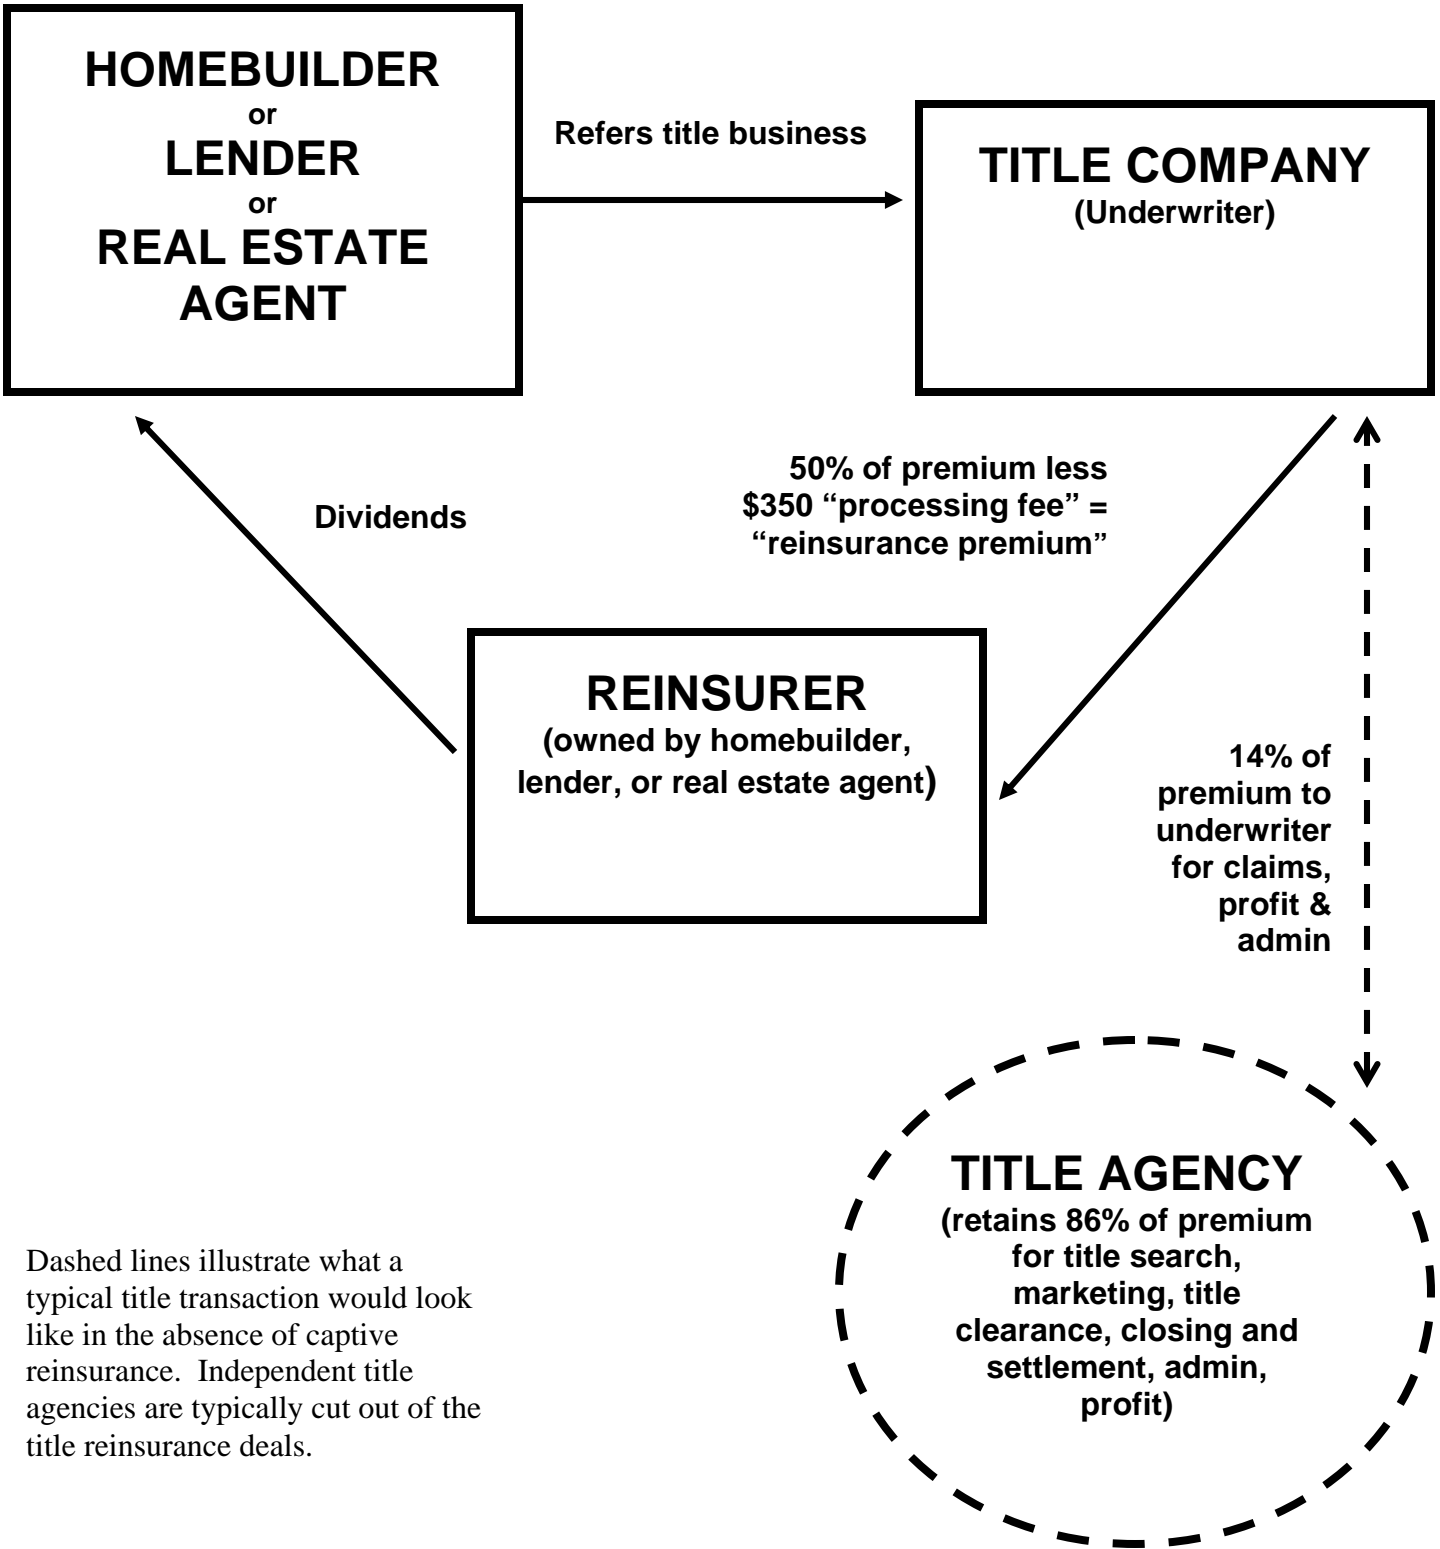 HOMEBUILDER
or
LENDER
or
REAL ESTATE
AGENT
Refers title business
TITLE COMPANY
(Underwriter)
Dividends
50% of premium less
$350 “processing fee” =
“reinsurance premium”
REINSURER
(owned by homebuilder,
lender, or real estate agent)
14% of
premium to
underwriter
for claims,
profit &
admin
TITLE AGENCY
(retains 86% of premium
for title search,
marketing, title
clearance, closing and
settlement, admin,
profit)
Dashed lines illustrate what a
typical title transaction would look
like in the absence of captive
reinsurance.  Independent title
agencies are typically cut out of the
title reinsurance deals.